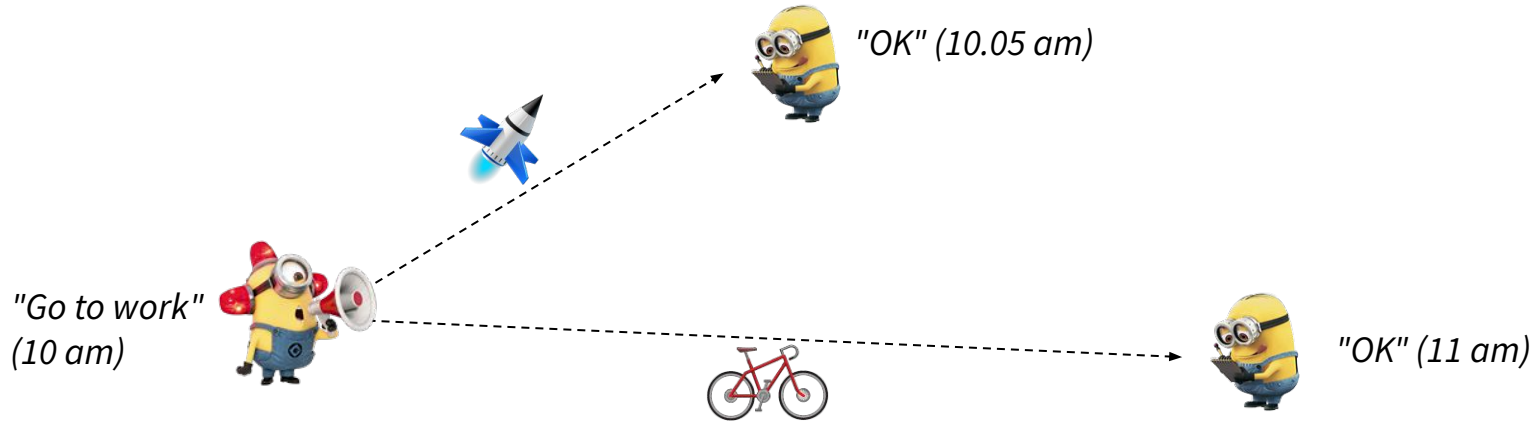 "OK" (10.05 am)
"Go to work"
(10 am)
"OK" (11 am)